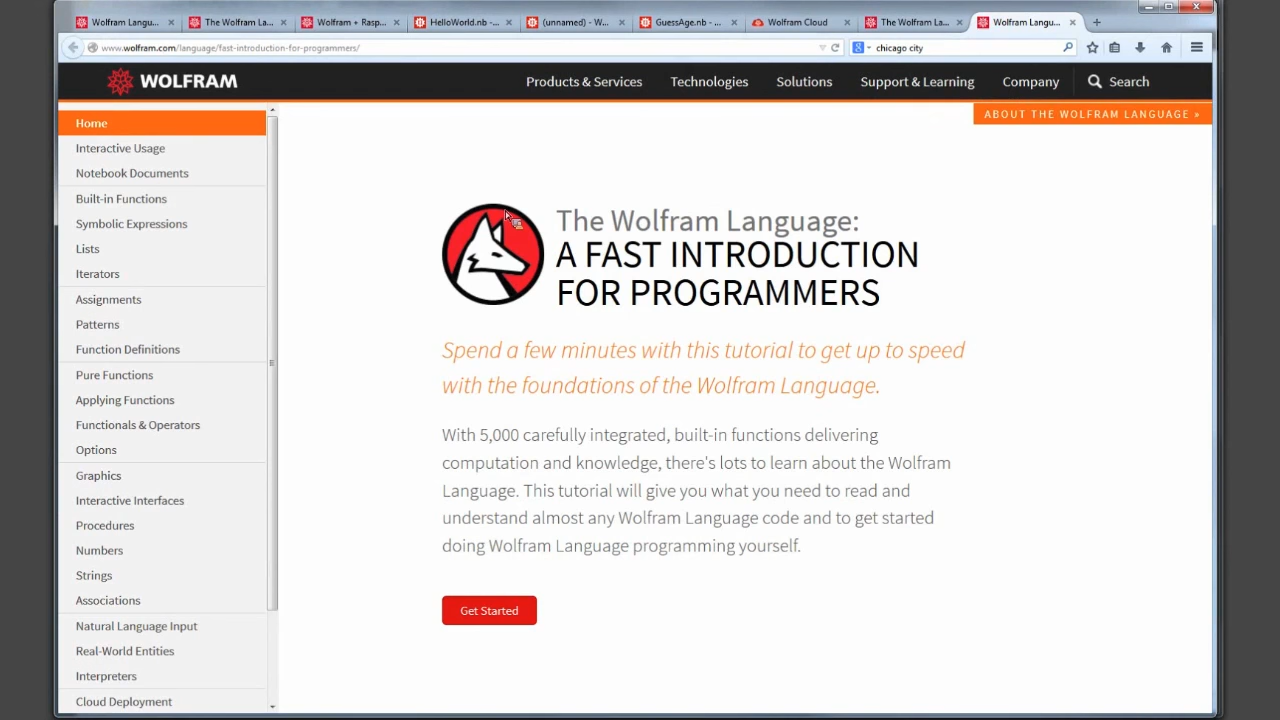 Wolfram Langu...
The Wolfram La...
Wolfram + Rasp...
HelloWorld.nb -...
(unnamed) - W...
GuessAge.nb - ...
Wolfram Cloud
The Wolfram La...
Wolfram Langu...
www.wolfram.com/language/fast-introduction-for-programmers/
chicago city
WOLFRAM
Products & Services
Technologies
Solutions
Support & Learning
Company
Search
ABOUT THE WOLFRAM LANGUAGE »
Home
Interactive Usage
Notebook Documents
Built-in Functions
Symbolic Expressions
Lists
Iterators
Assignments
Patterns
Function Definitions
Pure Functions
Applying Functions
Functionals & Operators
Options
Graphics
Interactive Interfaces
Procedures
Numbers
Strings
Associations
Natural Language Input
Real-World Entities
Interpreters
Cloud Deployment
The Wolfram Language:
A FAST INTRODUCTION
FOR PROGRAMMERS
Spend a few minutes with this tutorial to get up to speed
with the foundations of the Wolfram Language.
With 5,000 carefully integrated, built-in functions delivering
computation and knowledge, there's lots to learn about the Wolfram
Language. This tutorial will give you what you need to read and
understand almost any Wolfram Language code and to get started
doing Wolfram Language programming yourself.
Get Started